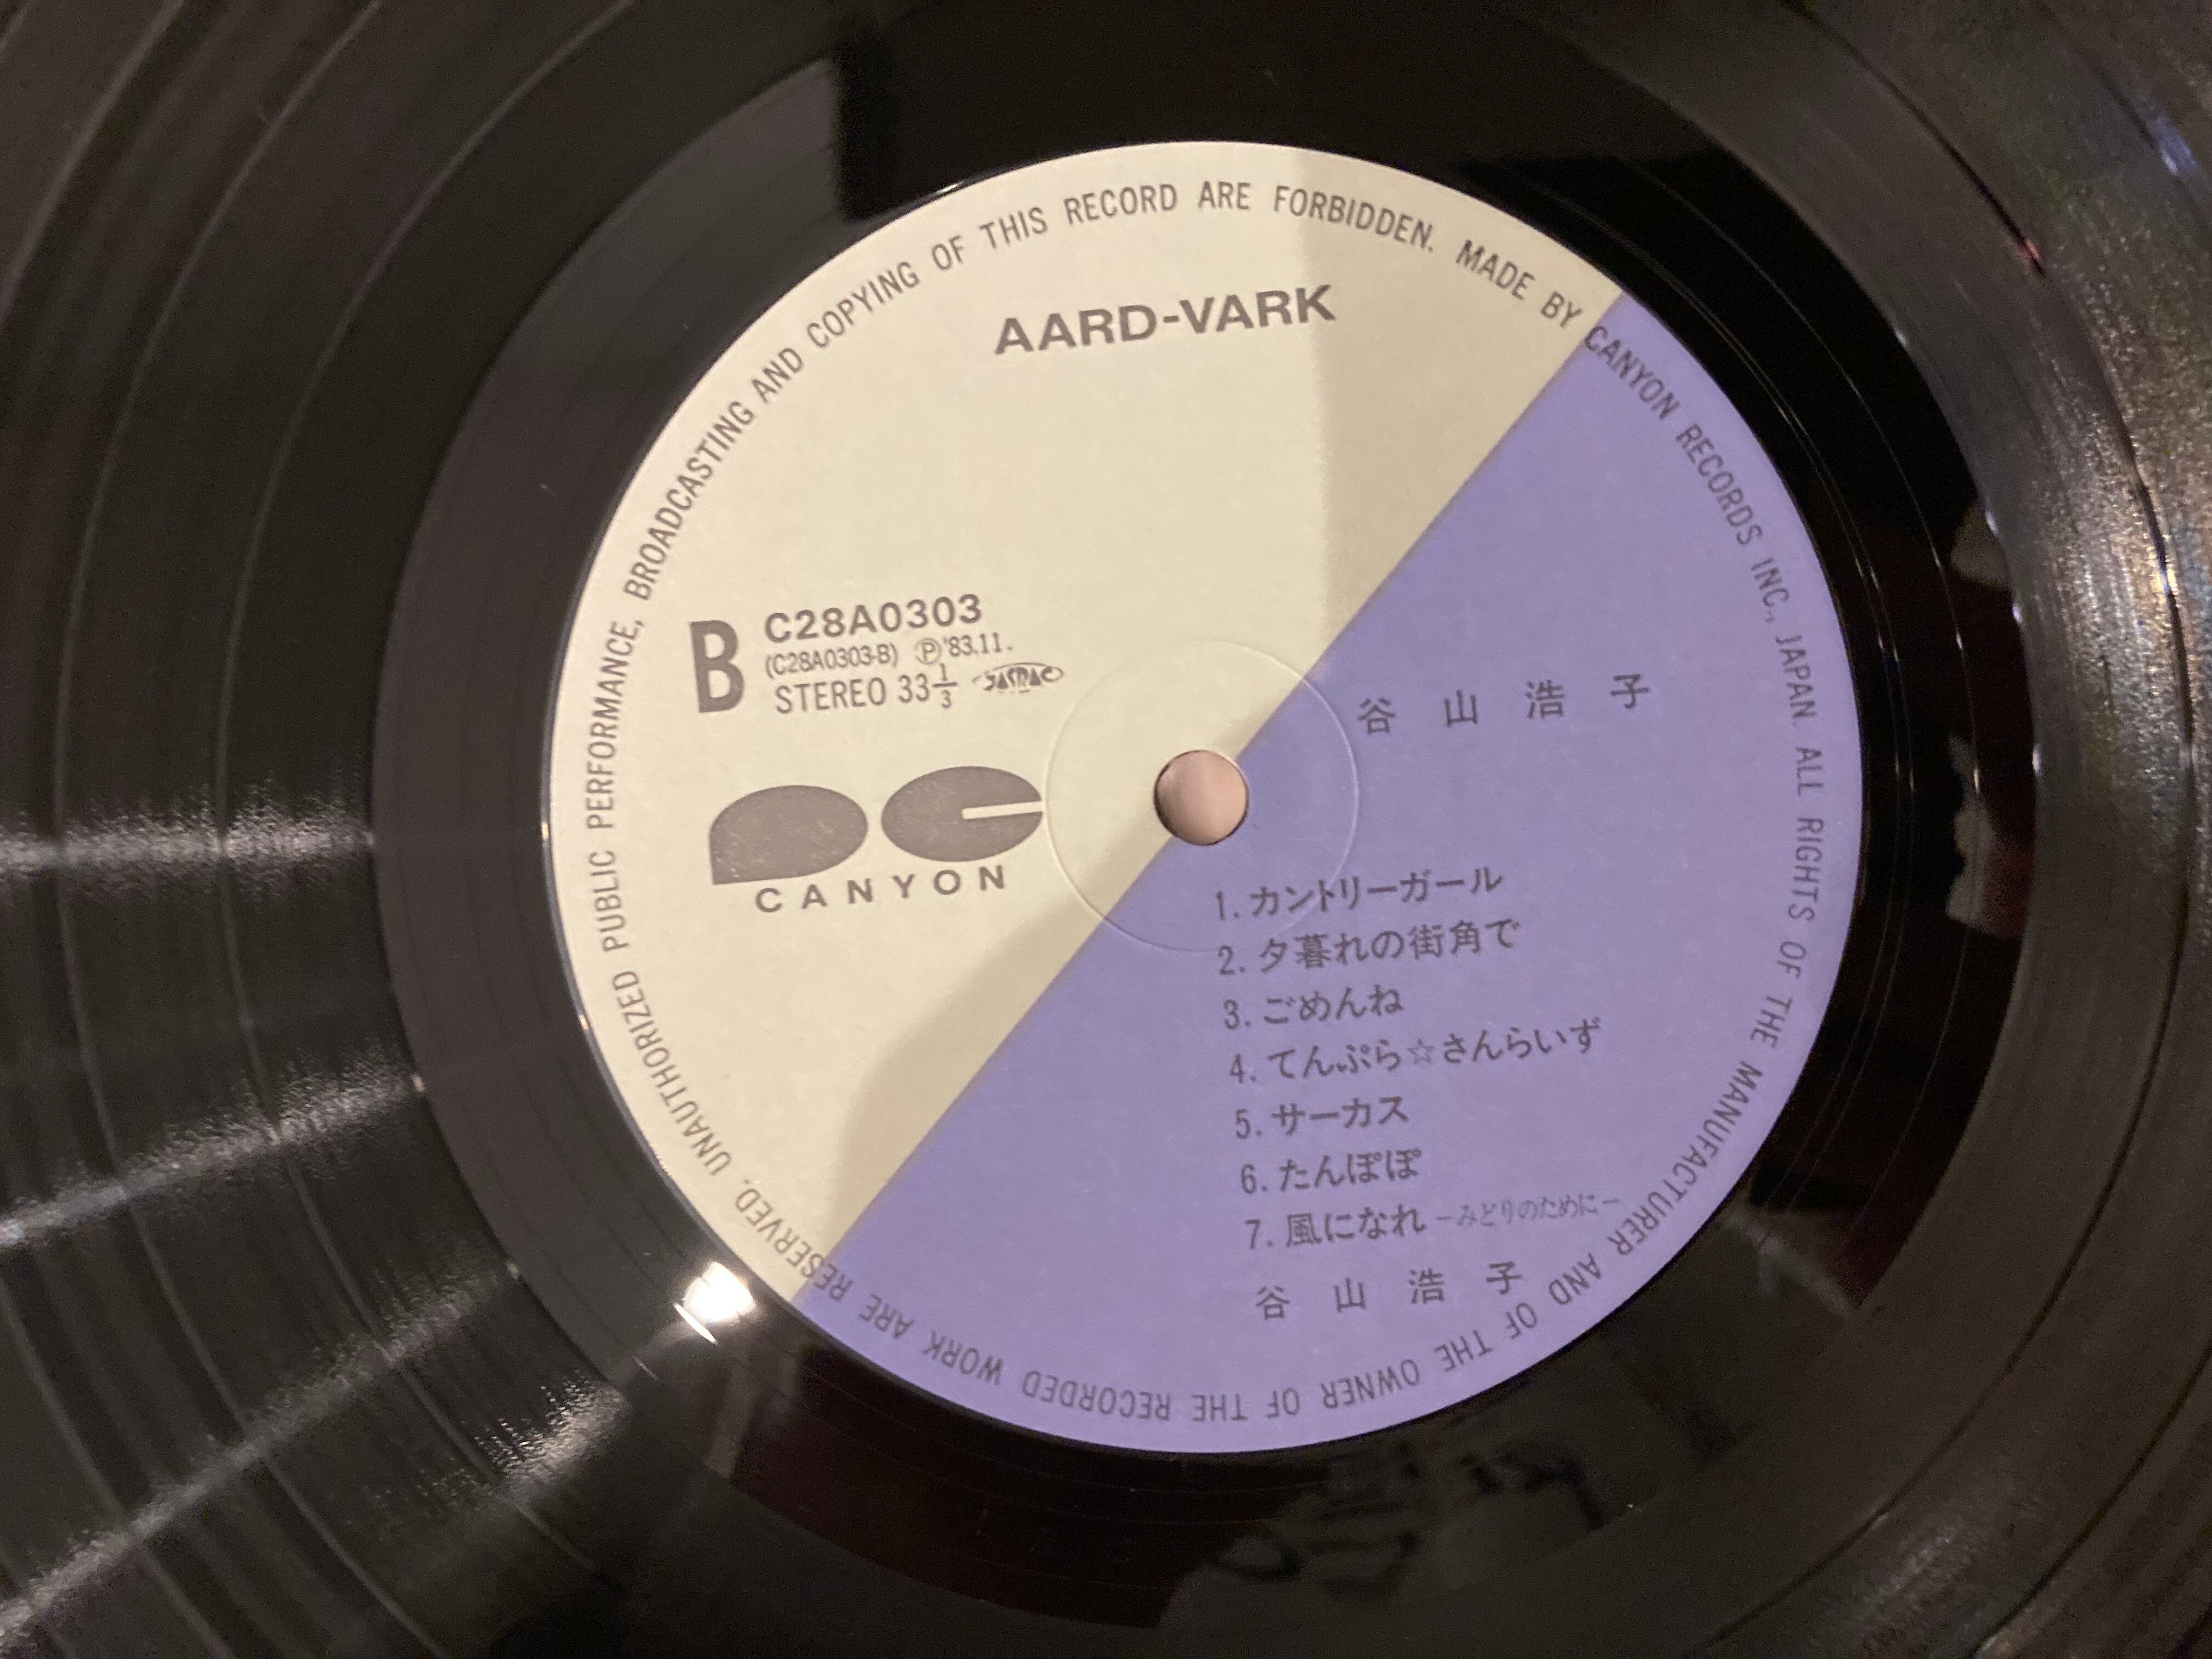 AARD-VARK
B
C28A0303
(C28A0303-B) Ⓟ'83.11.
STEREO 33 1/3 JASRAC
CANYON
谷山浩子
1. カントリーガール
2. 夕暮れの街角で
3. ごめんね
4. てんぷら☆さんらいず
5. サーカス
6. たんぽぽ
7. 風になれ −みどりのために−
谷山浩子
MADE BY CANYON RECORDS INC., JAPAN. ALL RIGHTS OF THE MANUFACTURER AND OF THE OWNER OF THE RECORDED WORK ARE RESERVED. UNAUTHORIZED PUBLIC PERFORMANCE, BROADCASTING AND COPYING OF THIS RECORD ARE FORBIDDEN.